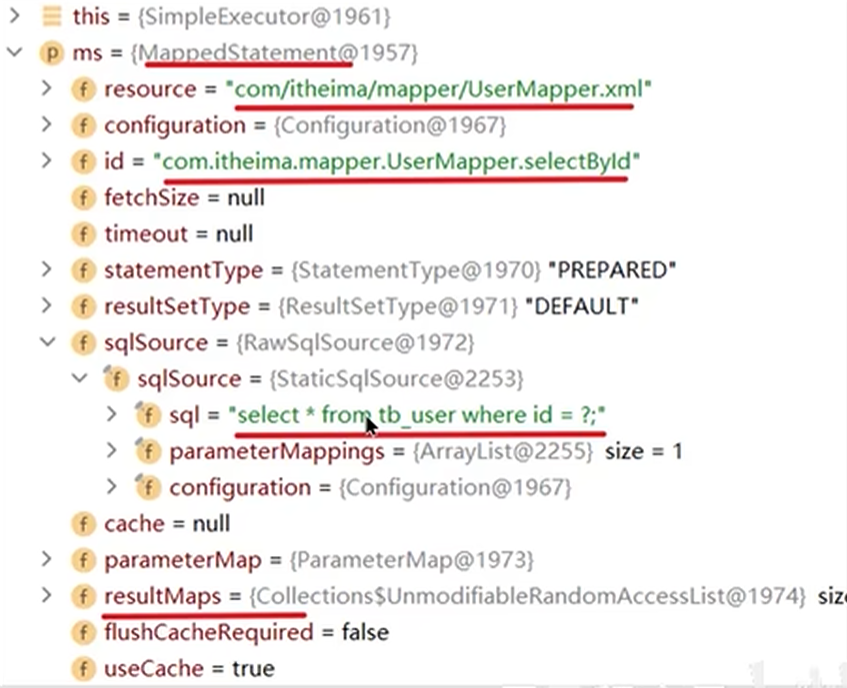 this = {SimpleExecutor@1961}
p ms = {MappedStatement@1957}
f resource = "com/itheima/mapper/UserMapper.xml"
f configuration = {Configuration@1967}
f id = "com.itheima.mapper.UserMapper.selectById"
f fetchSize = null
f timeout = null
f statementType = {StatementType@1970} "PREPARED"
f resultSetType = {ResultSetType@1971} "DEFAULT"
f sqlSource = {RawSqlSource@1972}
f sqlSource = {StaticSqlSource@2253}
f sql = "select * from tb_user where id = ?;"
f parameterMappings = {ArrayList@2255} size = 1
f configuration = {Configuration@1967}
f cache = null
f parameterMap = {ParameterMap@1973}
f resultMaps = {Collections$UnmodifiableRandomAccessList@1974}
f flushCacheRequired = false
f useCache = true